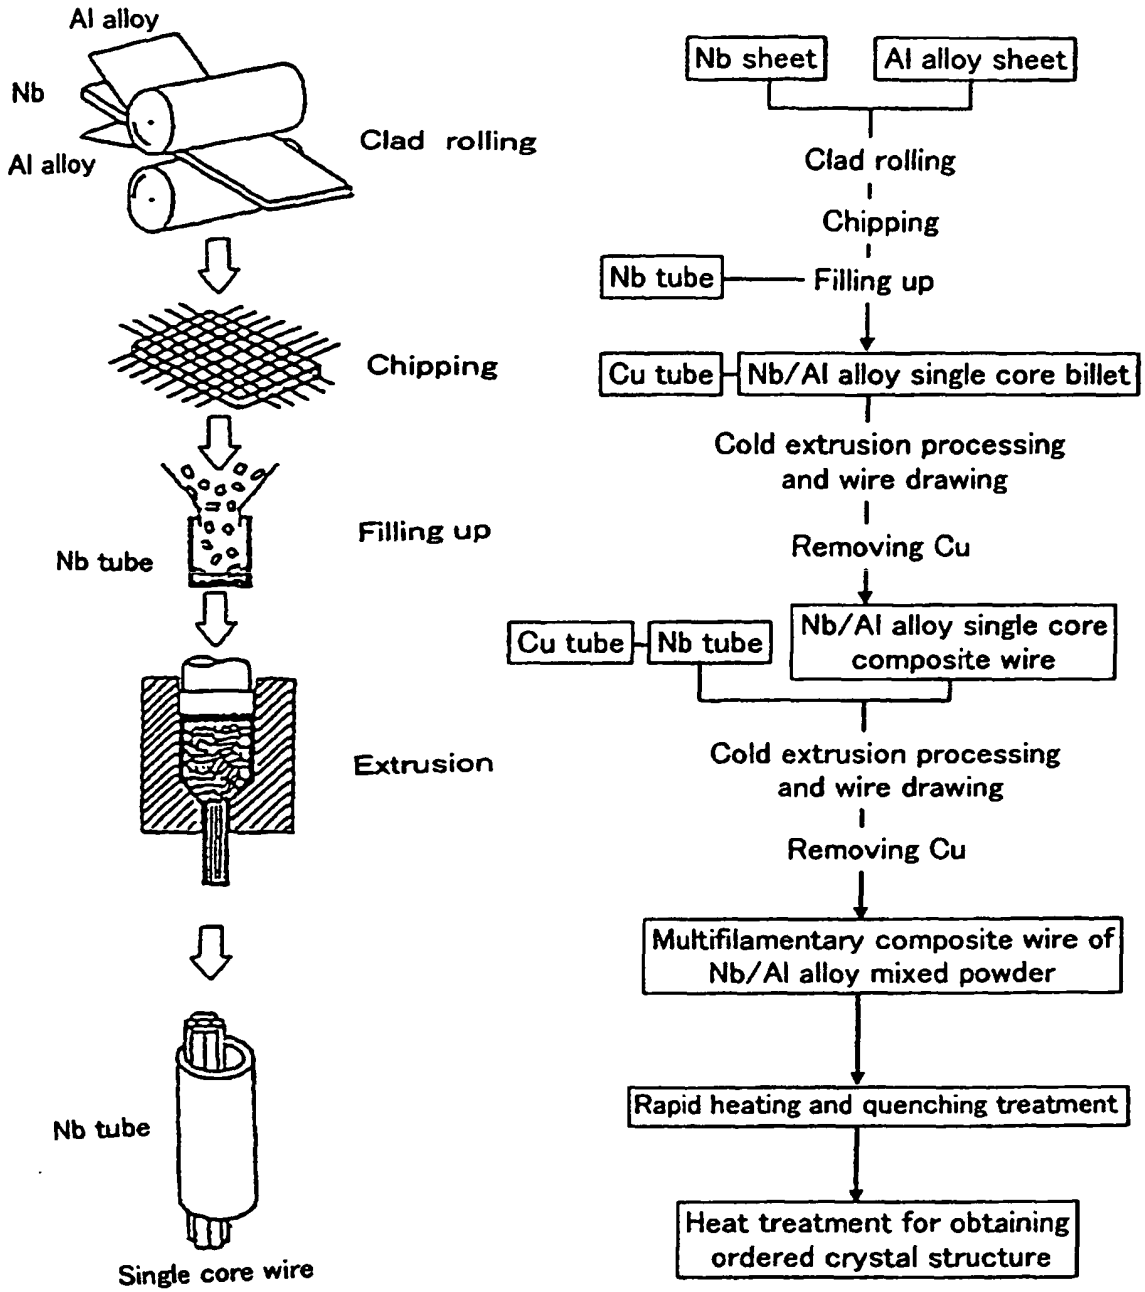 Al alloy
Nb
Al alloy
Clad rolling
Chipping
Filling up
Nb tube
Extrusion
Nb tube
Single core wire
Nb sheet
Al alloy sheet
Clad rolling
Chipping
Nb tube
Filling up
Cu tube
Nb/Al alloy single core billet
Cold extrusion processing
and wire drawing
Removing Cu
Cu tube
Nb tube
Nb/Al alloy single core
composite wire
Cold extrusion processing
and wire drawing
Removing Cu
Multifilamentary composite wire of
Nb/Al alloy mixed powder
Rapid heating and quenching treatment
Heat treatment for obtaining
ordered crystal structure